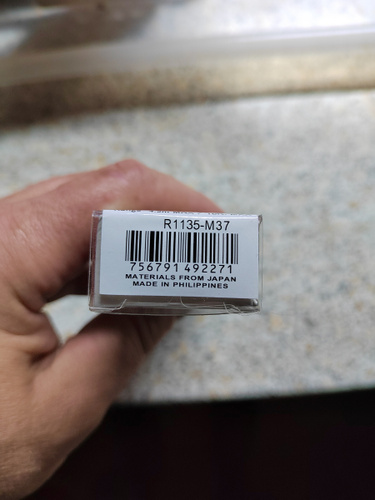 R1135-M37
756791 492271
MATERIALS FROM JAPAN
MADE IN PHILIPPINES